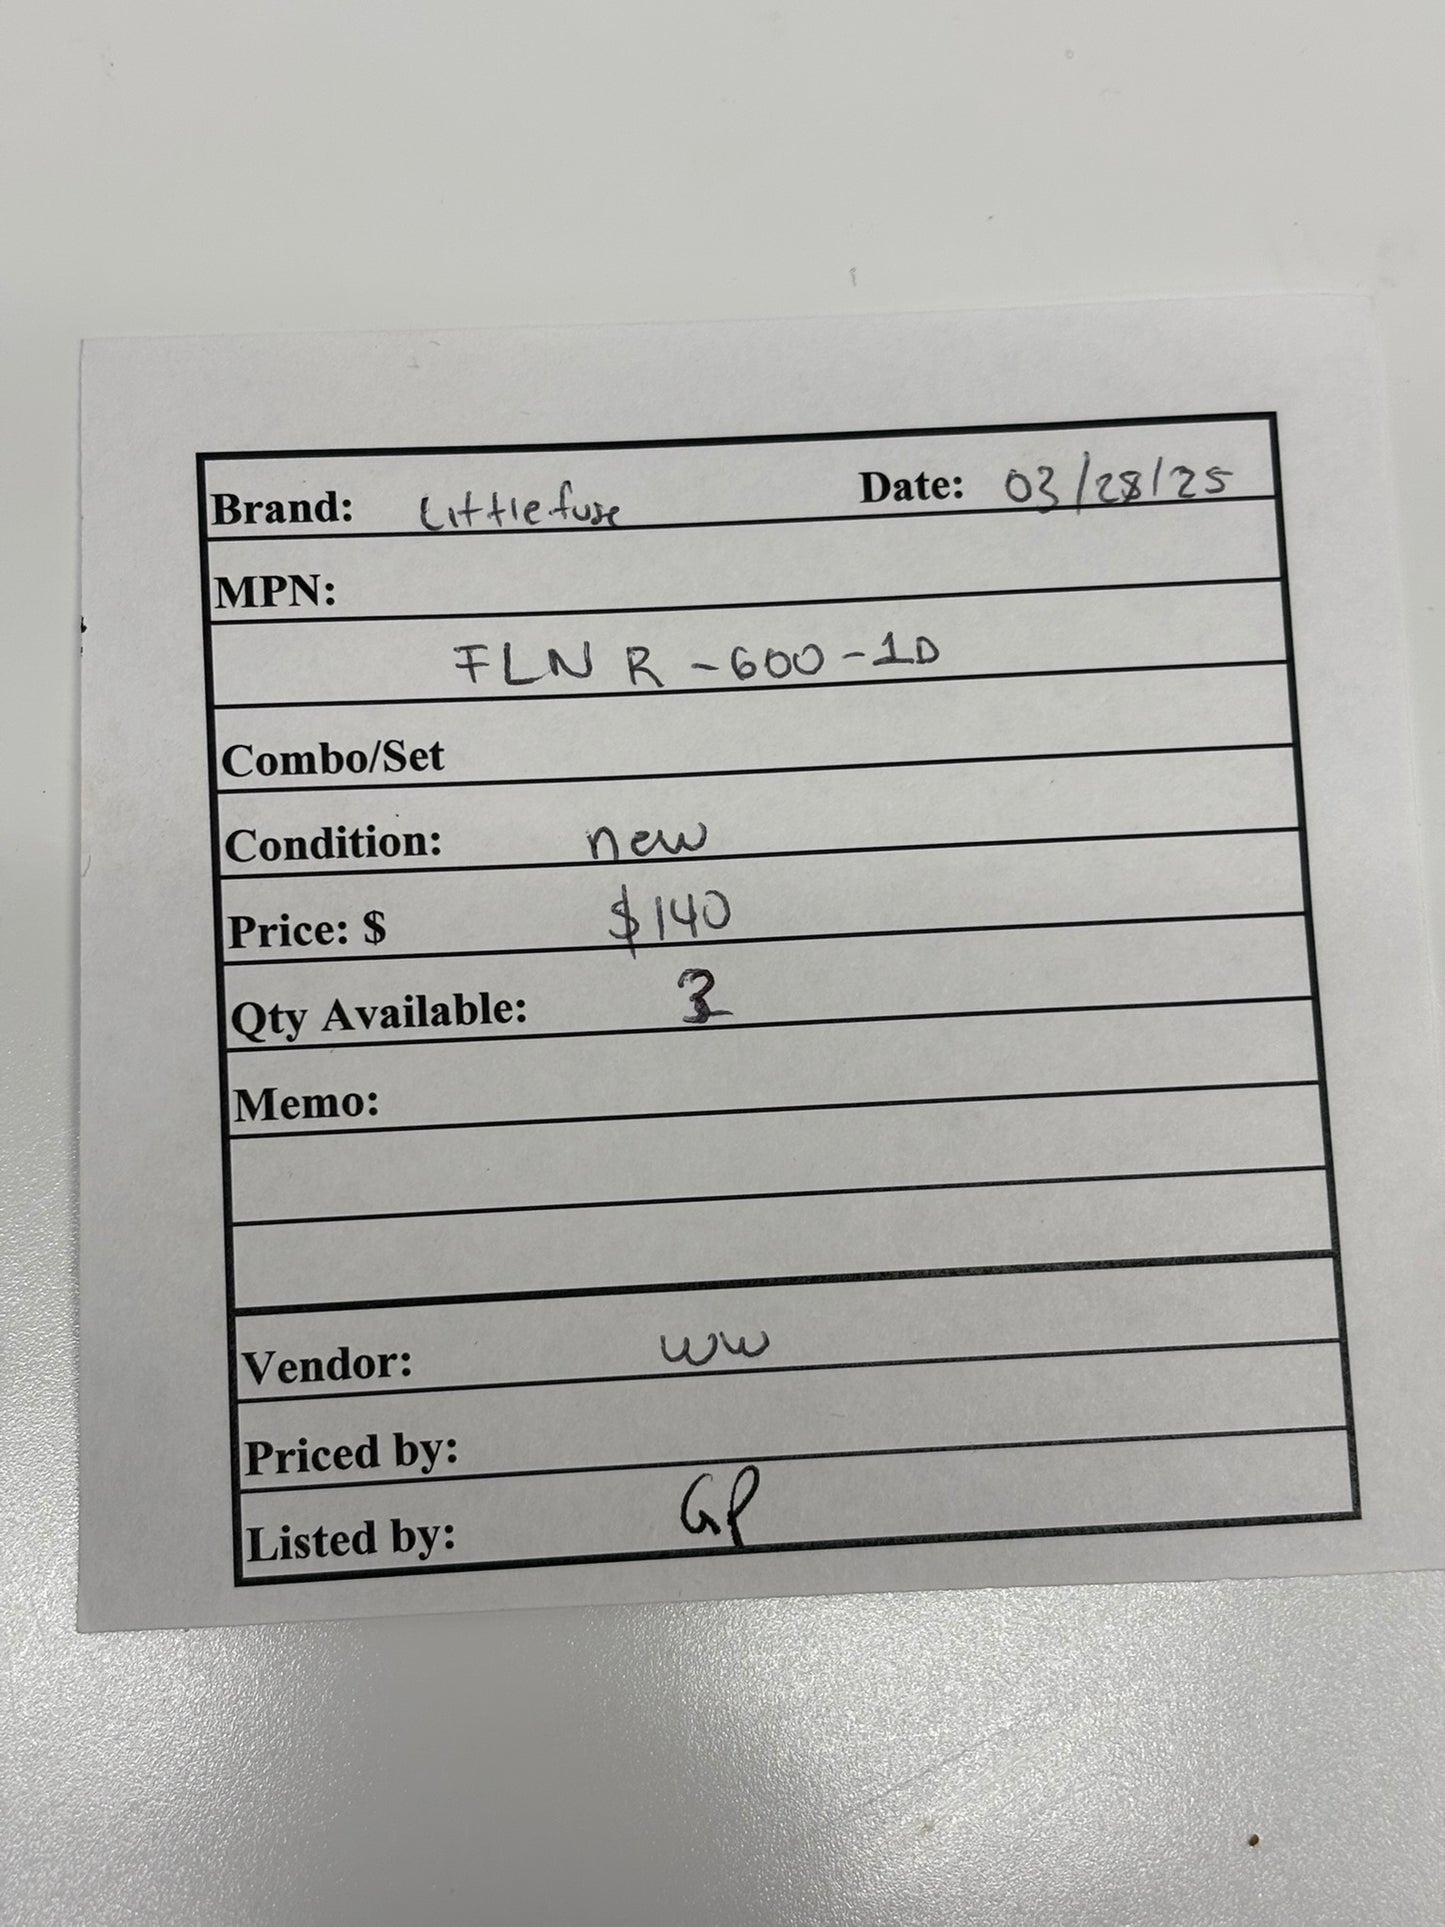 Brand: Littlefuse Date: 03/28/25
MPN:
FLNR-600-1D
Combo/Set
Condition: new
Price: $ $140
Qty Available:
Memo:
Vendor: WW
Priced by:
Listed by: GP